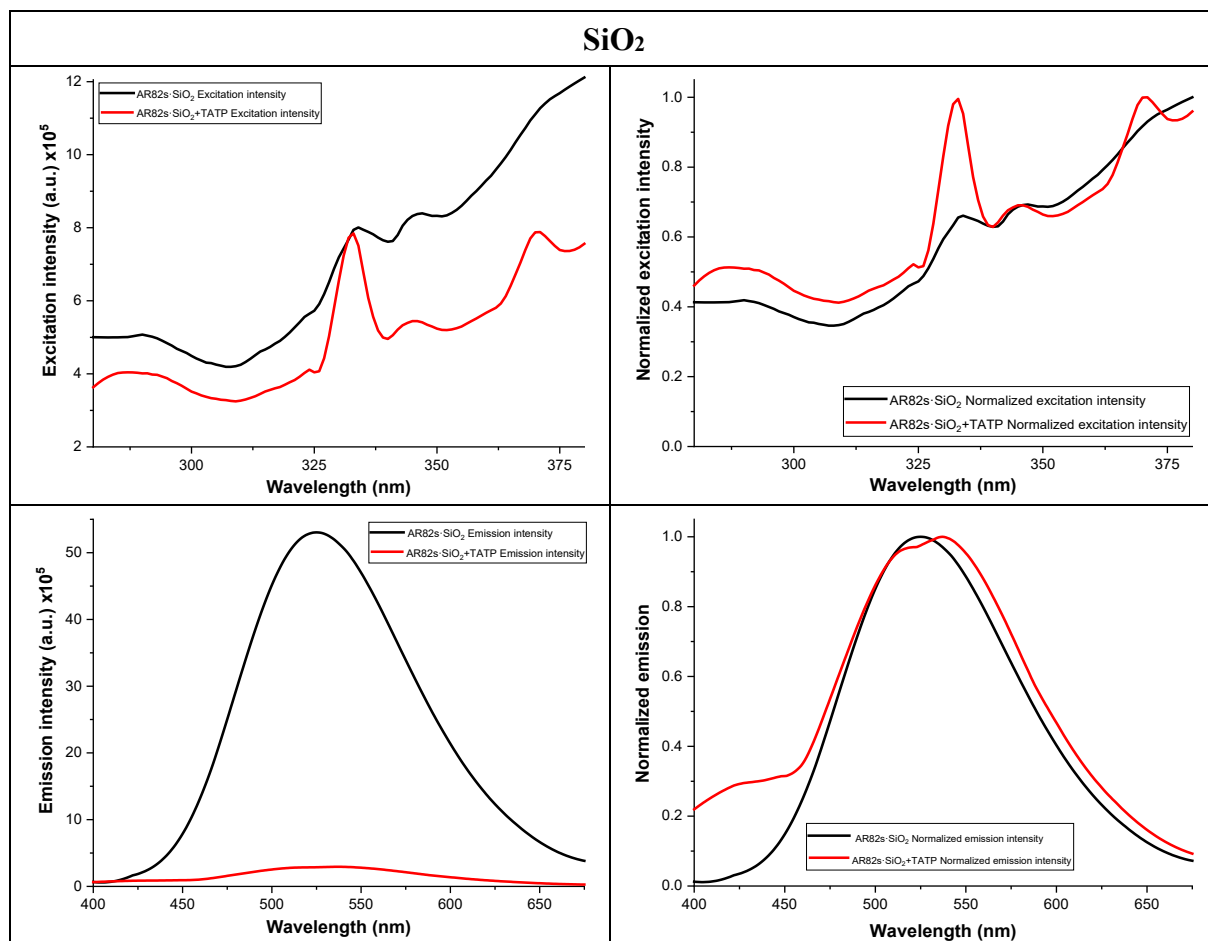 SiO₂
12
10
8
6
4
2
300
325
350
375
Excitation intensity (a.u.) x10⁵
Wavelength (nm)
AR82s·SiO₂ Excitation intensity
AR82s·SiO₂+TATP Excitation intensity
1.0
0.8
0.6
0.4
0.2
0.0
300
325
350
375
Normalized excitation intensity
Wavelength (nm)
AR82s·SiO₂ Normalized excitation intensity
AR82s·SiO₂+TATP Normalized excitation intensity
50
40
30
20
10
0
400
450
500
550
600
650
Emission intensity (a.u.) x10⁵
Wavelength (nm)
AR82s·SiO₂ Emission intensity
AR82s·SiO₂+TATP Emission intensity
1.0
0.8
0.6
0.4
0.2
0.0
400
450
500
550
600
650
Normalized emission
Wavelength (nm)
AR82s·SiO₂ Normalized emission intensity
AR82s·SiO₂+TATP Normalized emission intensity